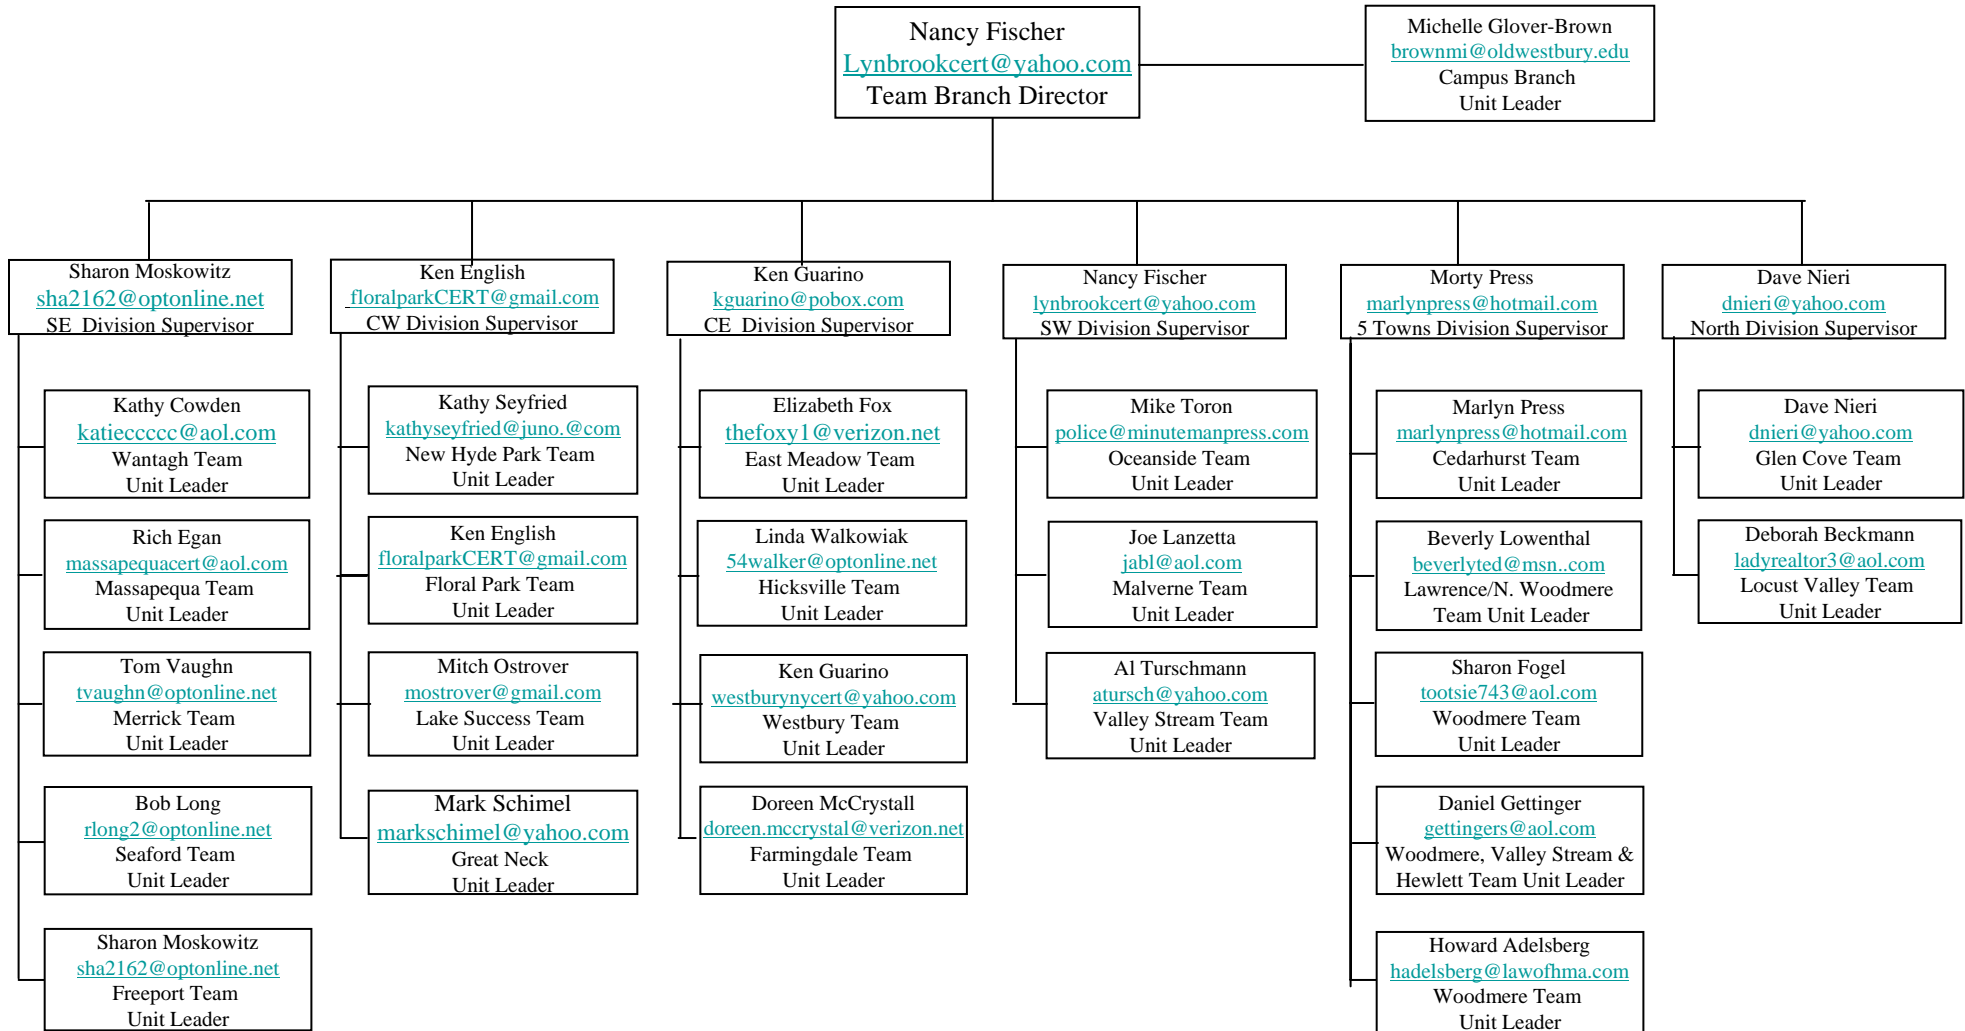 Nancy Fischer
Lynbrookcert@yahoo.com
Team Branch Director
Michelle Glover-Brown
brownmi@oldwestbury.edu
Campus Branch
Unit Leader
Sharon Moskowitz
sha2162@optonline.net
SE Division Supervisor
Kathy Cowden
katieccccc@aol.com
Wantagh Team
Unit Leader
Rich Egan
massapequacert@aol.com
Massapequa Team
Unit Leader
Tom Vaughn
tvaughn@optonline.net
Merrick Team
Unit Leader
Bob Long
rlong2@optonline.net
Seaford Team
Unit Leader
Sharon Moskowitz
sha2162@optonline.net
Freeport Team
Unit Leader
Ken English
floralparkCERT@gmail.com
CW Division Supervisor
Kathy Seyfried
kathyseyfried@juno.@com
New Hyde Park Team
Unit Leader
Ken English
floralparkCERT@gmail.com
Floral Park Team
Unit Leader
Mitch Ostrover
mostrover@gmail.com
Lake Success Team
Unit Leader
Mark Schimel
markschimel@yahoo.com
Great Neck
Unit Leader
Ken Guarino
kguarino@pobox.com
CE Division Supervisor
Elizabeth Fox
thefoxy1@verizon.net
East Meadow Team
Unit Leader
Linda Walkowiak
54walker@optonline.net
Hicksville Team
Unit Leader
Ken Guarino
westburynycert@yahoo.com
Westbury Team
Unit Leader
Doreen McCrystall
doreen.mccrystal@verizon.net
Farmingdale Team
Unit Leader
Nancy Fischer
lynbrookcert@yahoo.com
SW Division Supervisor
Mike Toron
police@minutemanpress.com
Oceanside Team
Unit Leader
Joe Lanzetta
jabl@aol.com
Malverne Team
Unit Leader
Al Turschmann
atursch@yahoo.com
Valley Stream Team
Unit Leader
Morty Press
marlynpress@hotmail.com
5 Towns Division Supervisor
Marlyn Press
marlynpress@hotmail.com
Cedarhurst Team
Unit Leader
Beverly Lowenthal
beverlyted@msn..com
Lawrence/N. Woodmere
Team Unit Leader
Sharon Fogel
tootsie743@aol.com
Woodmere Team
Unit Leader
Daniel Gettinger
gettingers@aol.com
Woodmere, Valley Stream &
Hewlett Team Unit Leader
Howard Adelsberg
hadelsberg@lawofhma.com
Woodmere Team
Unit Leader
Dave Nieri
dnieri@yahoo.com
North Division Supervisor
Dave Nieri
dnieri@yahoo.com
Glen Cove Team
Unit Leader
Deborah Beckmann
ladyrealtor3@aol.com
Locust Valley Team
Unit Leader